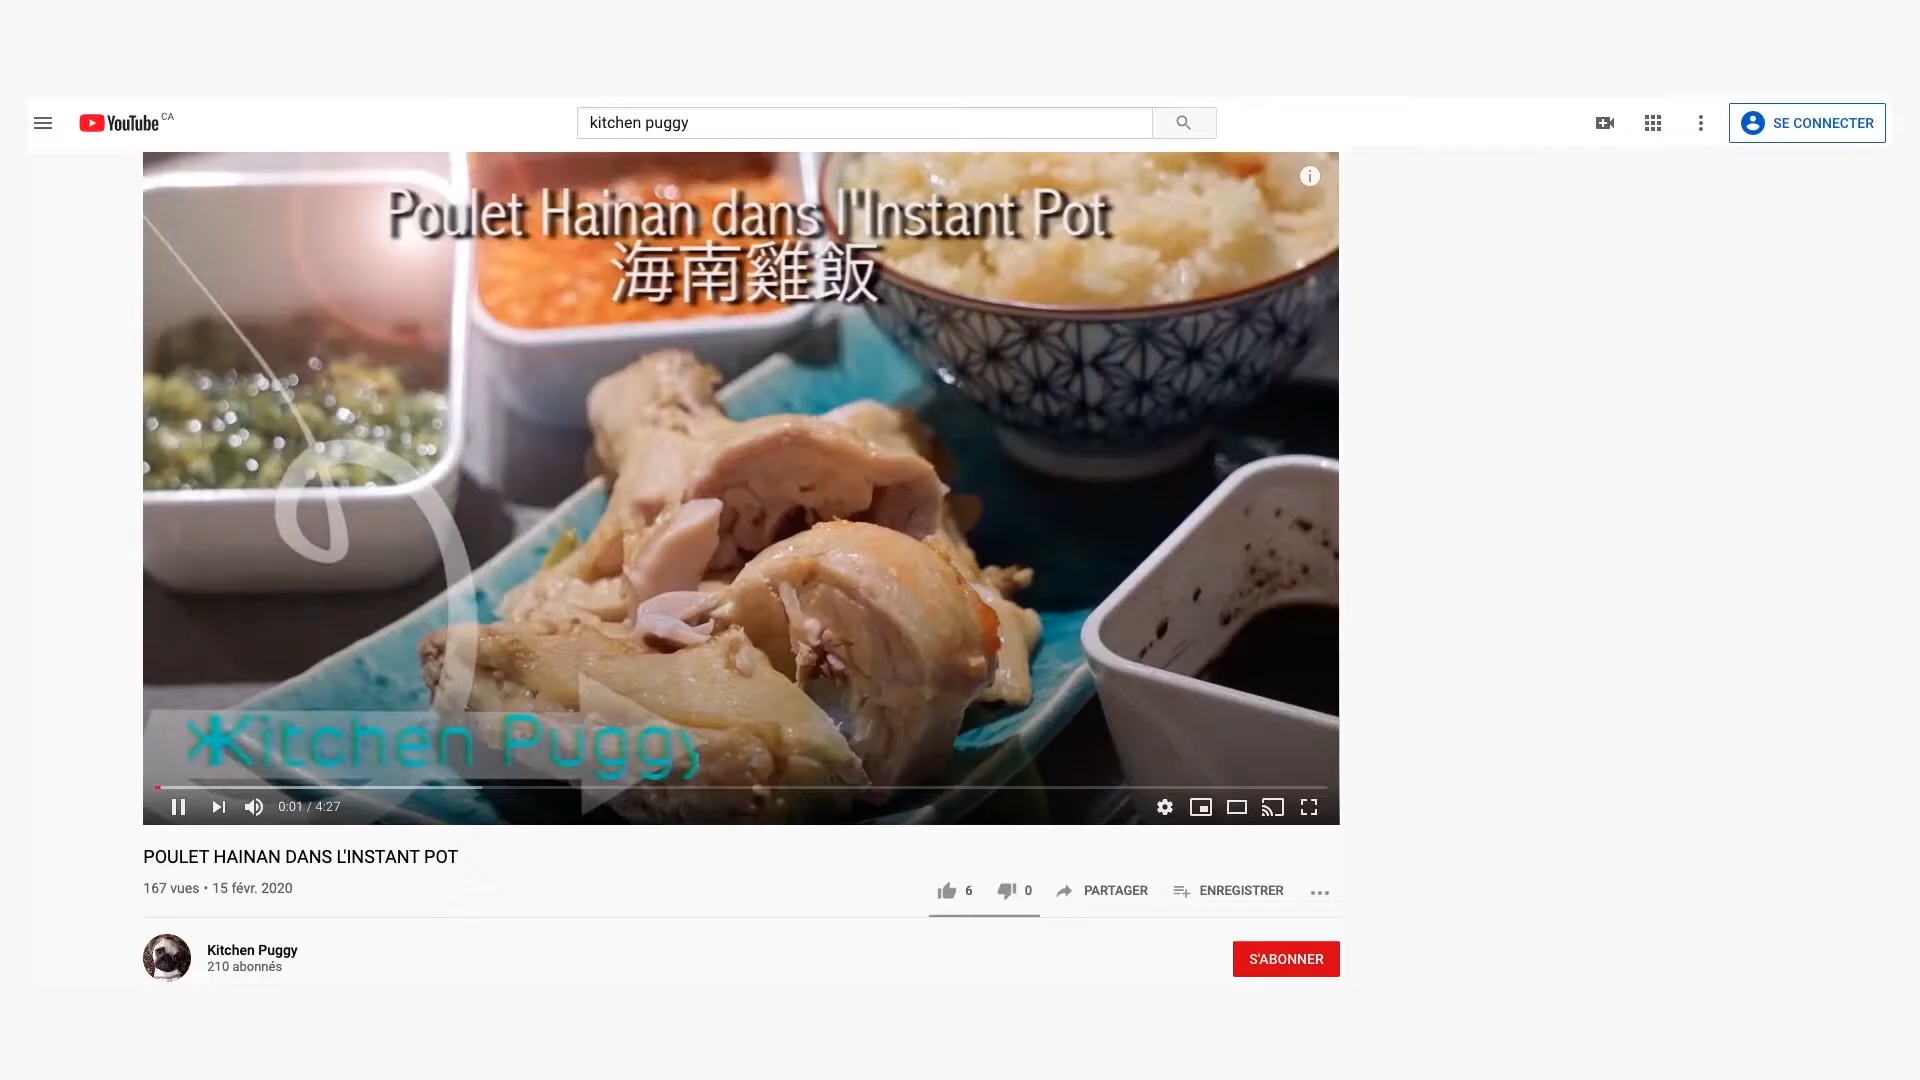 YouTube CA
kitchen puggy
SE CONNECTER
Poulet Hainan dans l"Instant Pot
海南雞飯
Kitchen Puggy
0:01 / 4:27
POULET HAINAN DANS L'INSTANT POT
167 vues • 15 févr. 2020
6
0
PARTAGER
ENREGISTRER
Kitchen Puggy
210 abonnés
S'ABONNER